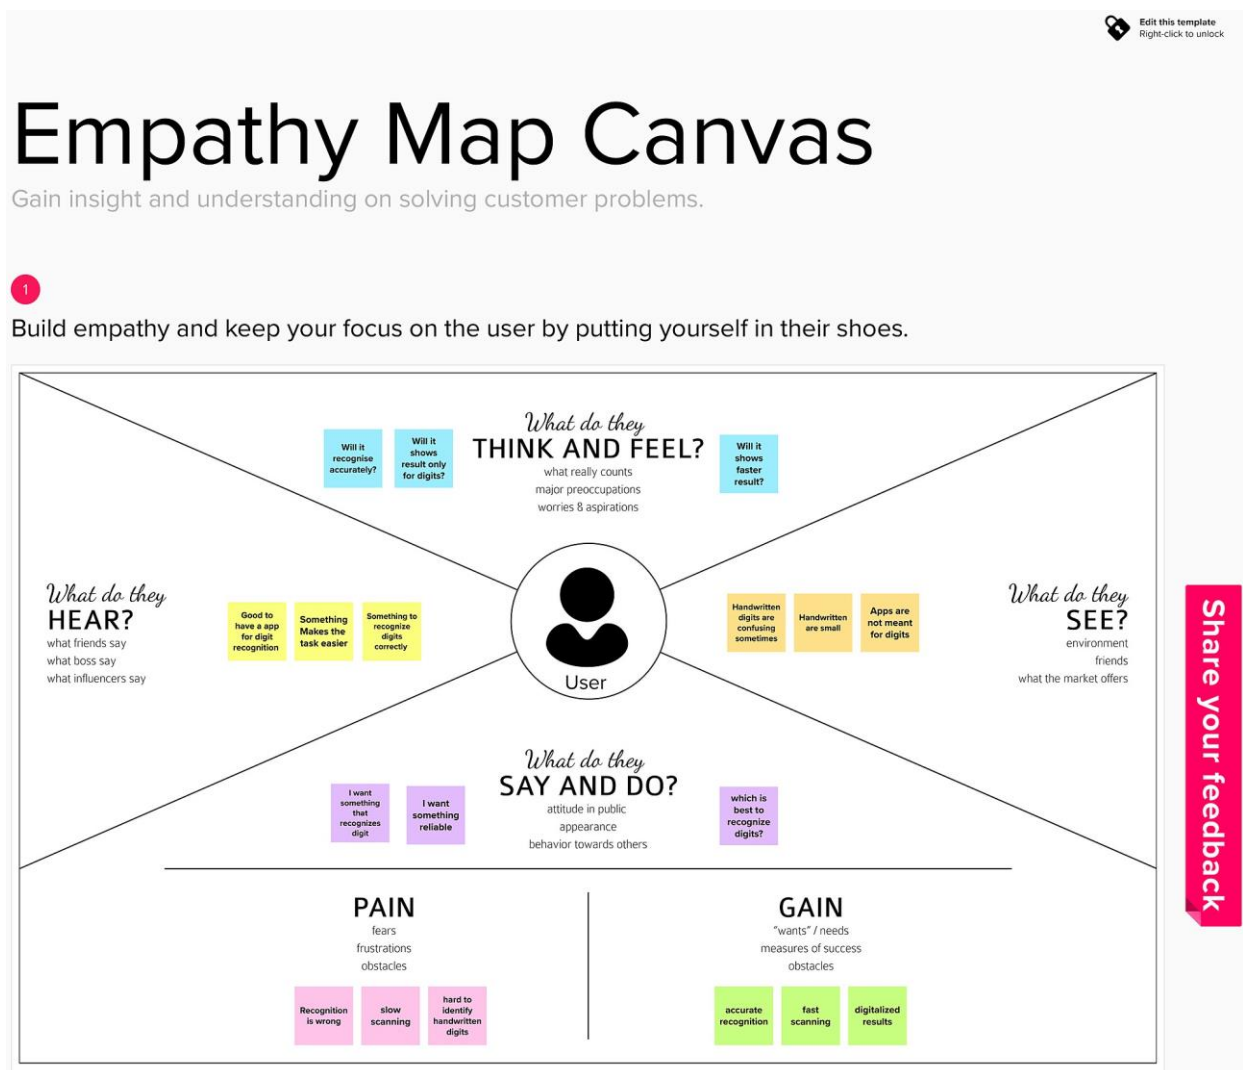 Edit this template
Right-click to unlock
Empathy Map Canvas
Gain insight and understanding on solving customer problems.
1
Build empathy and keep your focus on the user by putting yourself in their shoes.
What do they
THINK AND FEEL?
what really counts
major preoccupations
worries & aspirations
Will it
recognise
accurately?
Will it
shows
result only
for digits?
Will it
shows
faster
result?
What do they
HEAR?
what friends say
what boss say
what influencers say
Good to
have a app
for digit
recognition
Something
Makes the
task easier
Something to
recognize
digits
correctly
User
Handwritten
digits are
confusing
sometimes
Handwritten
are small
Apps are
not meant
for digits
What do they
SEE?
environment
friends
what the market offers
Share your feedback
What do they
SAY AND DO?
attitude in public
appearance
behavior towards others
I want
something
that
recognizes
digit
I want
something
reliable
which is
best to
recognize
digits?
PAIN
fears
frustrations
obstacles
Recognition
is wrong
slow
scanning
hard to
identify
handwritten
digits
GAIN
"wants" / needs
measures of success
obstacles
accurate
recognition
fast
scanning
digitalized
results